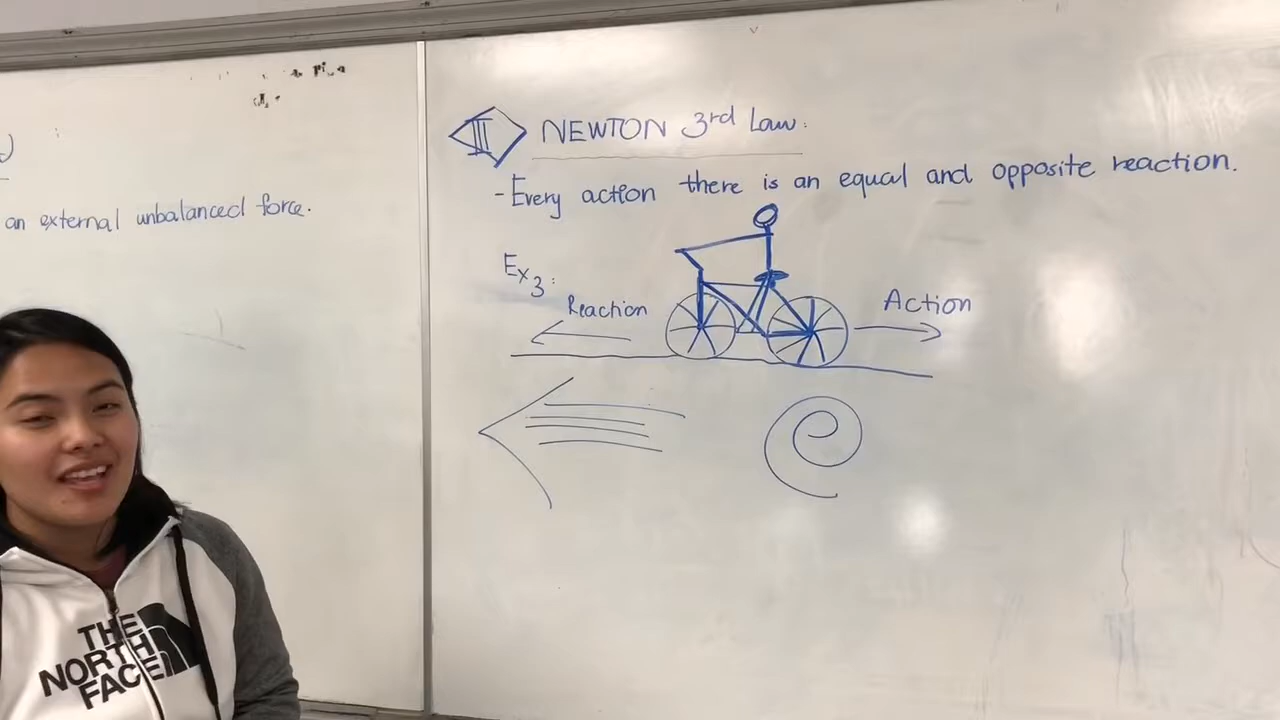 an external unbalanced force.
III NEWTON 3rd Law:
- Every action there is an equal and opposite reaction.
Ex 3:
Reaction
Action
THE
NORTH
FACE